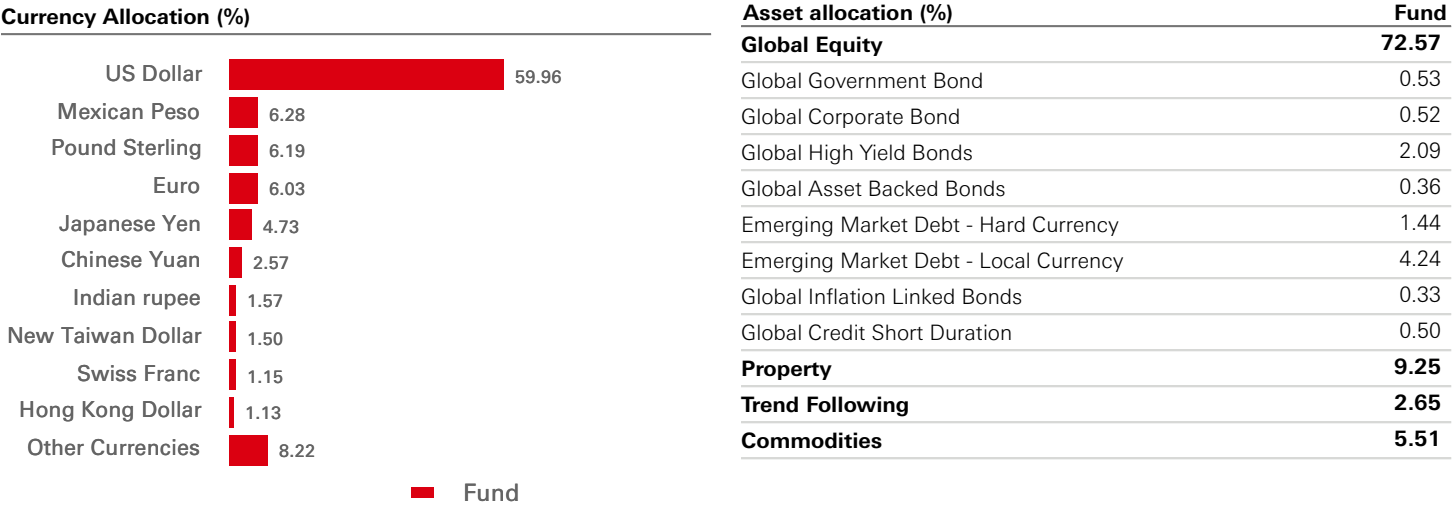 Currency Allocation (%)
US Dollar 59.96
Mexican Peso 6.28
Pound Sterling 6.19
Euro 6.03
Japanese Yen 4.73
Chinese Yuan 2.57
Indian rupee 1.57
New Taiwan Dollar 1.50
Swiss Franc 1.15
Hong Kong Dollar 1.13
Other Currencies 8.22
Fund
Asset allocation (%) Fund
Global Equity 72.57
Global Government Bond 0.53
Global Corporate Bond 0.52
Global High Yield Bonds 2.09
Global Asset Backed Bonds 0.36
Emerging Market Debt - Hard Currency 1.44
Emerging Market Debt - Local Currency 4.24
Global Inflation Linked Bonds 0.33
Global Credit Short Duration 0.50
Property 9.25
Trend Following 2.65
Commodities 5.51